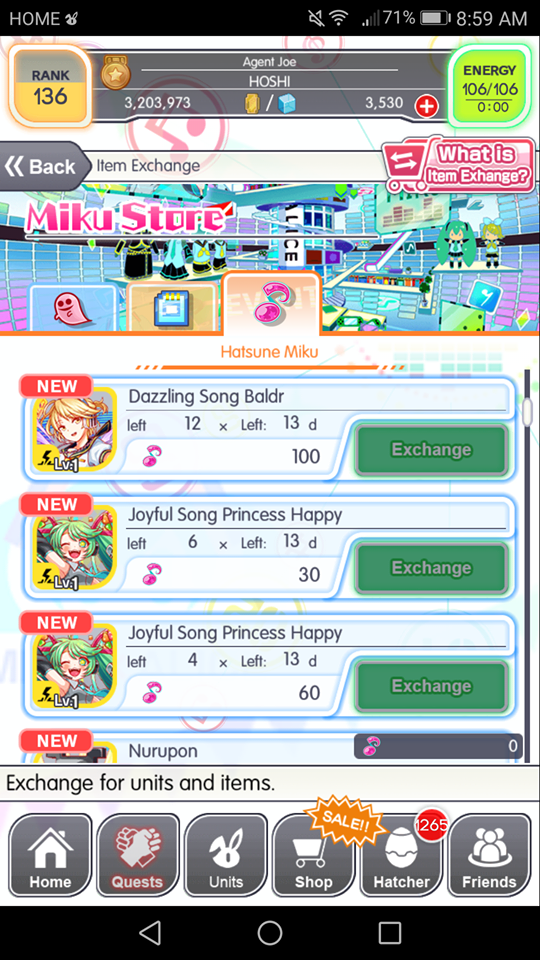 HOME
71%
8:59 AM
RANK
136
Agent Joe
HOSHI
3,203,973
/
3,530
ENERGY
106/106
0:00
Back
Item Exchange
What is
Item Exhange?
Miku Store
Hatsune Miku
NEW
Dazzling Song Baldr
left 12 x Left: 13 d
Lv.1
100
Exchange
NEW
Joyful Song Princess Happy
left 6 x Left: 13 d
Lv.1
30
Exchange
NEW
Joyful Song Princess Happy
left 4 x Left: 13 d
Lv.1
60
Exchange
NEW
Nurupon
0
Exchange for units and items.
SALE!!
1265
Home
Quests
Units
Shop
Hatcher
Friends